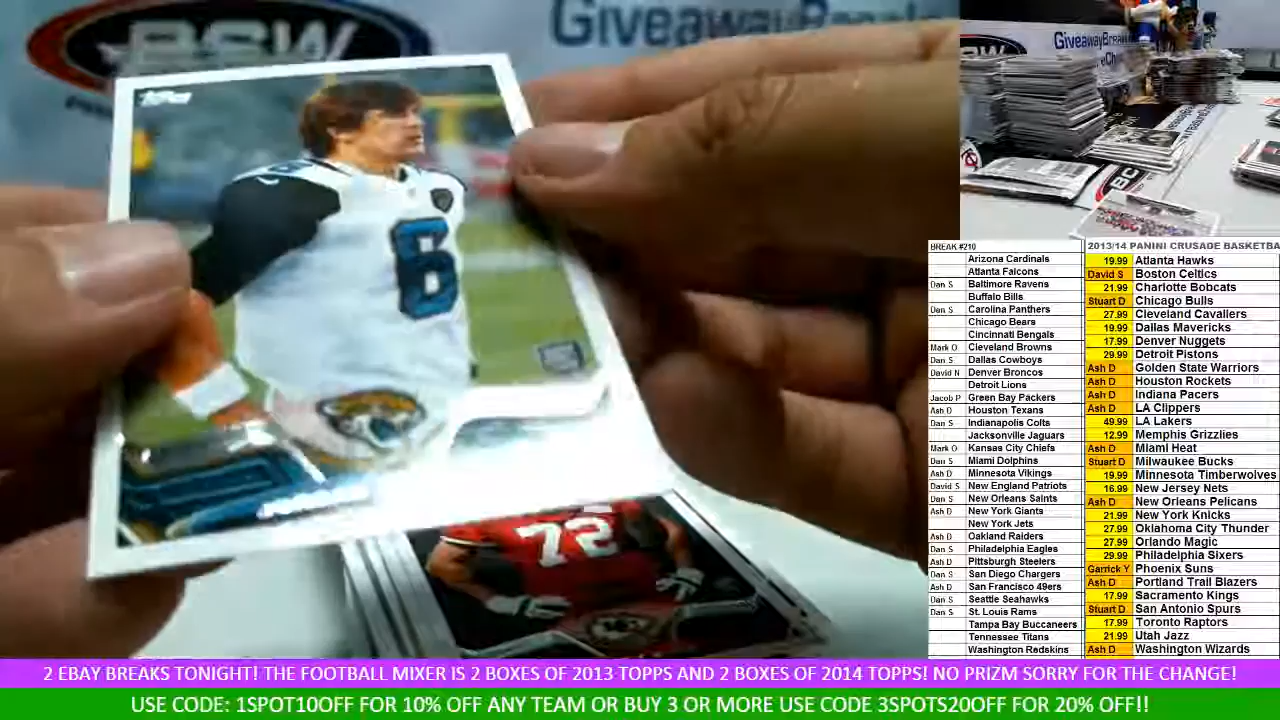 BSW
GiveawayBreaks
Topps
6
72
GiveawayBrea
BSW
BREAK #210
Arizona Cardinals
Atlanta Falcons
Dan S Baltimore Ravens
Buffalo Bills
Dan S Carolina Panthers
Chicago Bears
Cincinnati Bengals
Mark O Cleveland Browns
Dan S Dallas Cowboys
David N Denver Broncos
Detroit Lions
Jacob P Green Bay Packers
Ash D Houston Texans
Dan S Indianapolis Colta
Jacksonville Jaguars
Mark O Kansas City Chiefs
Dan S Miami Dolphins
Ash D Minnesota Vikings
David S New England Patriots
Dan S New Orleans Saints
Ash D New York Giants
New York Jets
Ash D Oakland Raiders
Dan S Philadelphia Eagles
Ash D Pittsburgh Steelers
Dan S San Diego Chargers
Ash D San Francisco 49ers
Dan S Seattle Seahawks
Dan S St. Louis Rams
Tampa Bay Buccaneers
Tennessee Titans
Washington Redskins
2013/14 PANINI CRUSADE BASKETBA
19.99 Atlanta Hawks
David S Boston Celtics
21.99 Charlotte Bobcats
Stuart D Chicago Bulls
27.99 Cleveland Cavaliers
19.99 Dallas Mavericks
17.99 Denver Nuggets
29.99 Detroit Pistons
Ash D Golden State Warriors
Ash D Houston Rockets
Ash D Indiana Pacers
Ash D LA Clippers
49.99 LA Lakers
12.99 Memphis Grizzlies
Ash D Miami Heat
Stuart D Milwaukee Bucks
19.99 Minnesota Timberwolves
16.99 New Jersey Nets
Ash D New Orleans Pelicans
21.99 New York Knicks
27.99 Oklahoma City Thunder
27.99 Orlando Magic
29.99 Philadelphia Sixers
Garrick Y Phoenix Suns
Ash D Portland Trail Blazers
17.99 Sacramento Kings
Stuart D San Antonio Spurs
17.99 Toronto Raptors
21.99 Utah Jazz
Ash D Washington Wizards
2 EBAY BREAKS TONIGHT! THE FOOTBALL MIXER IS 2 BOXES OF 2013 TOPPS AND 2 BOXES OF 2014 TOPPS! NO PRIZM SORRY FOR THE CHANGE!
USE CODE: 1SPOT10OFF FOR 10% OFF ANY TEAM OR BUY 3 OR MORE USE CODE 3SPOTS20OFF FOR 20% OFF!!